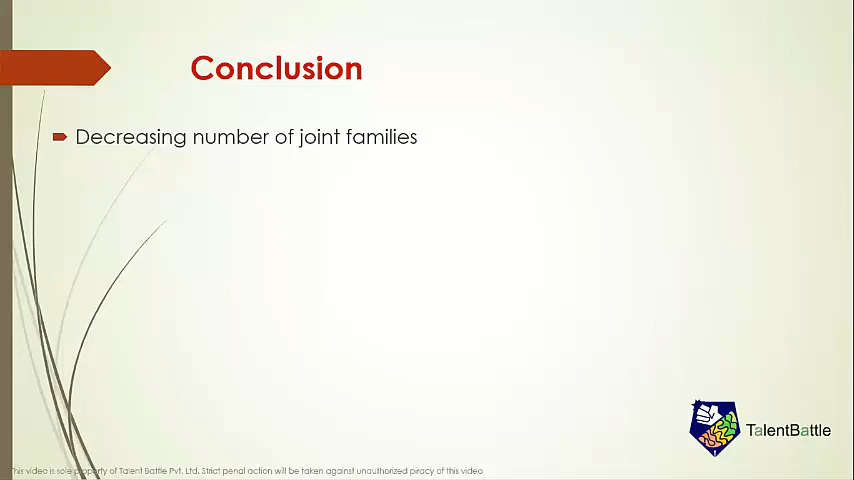 Conclusion
Decreasing number of joint families
TalentBattle
This video is sole property of Talent Battle Pvt. Ltd. Strict penal action will be taken against unauthorized piracy of this video